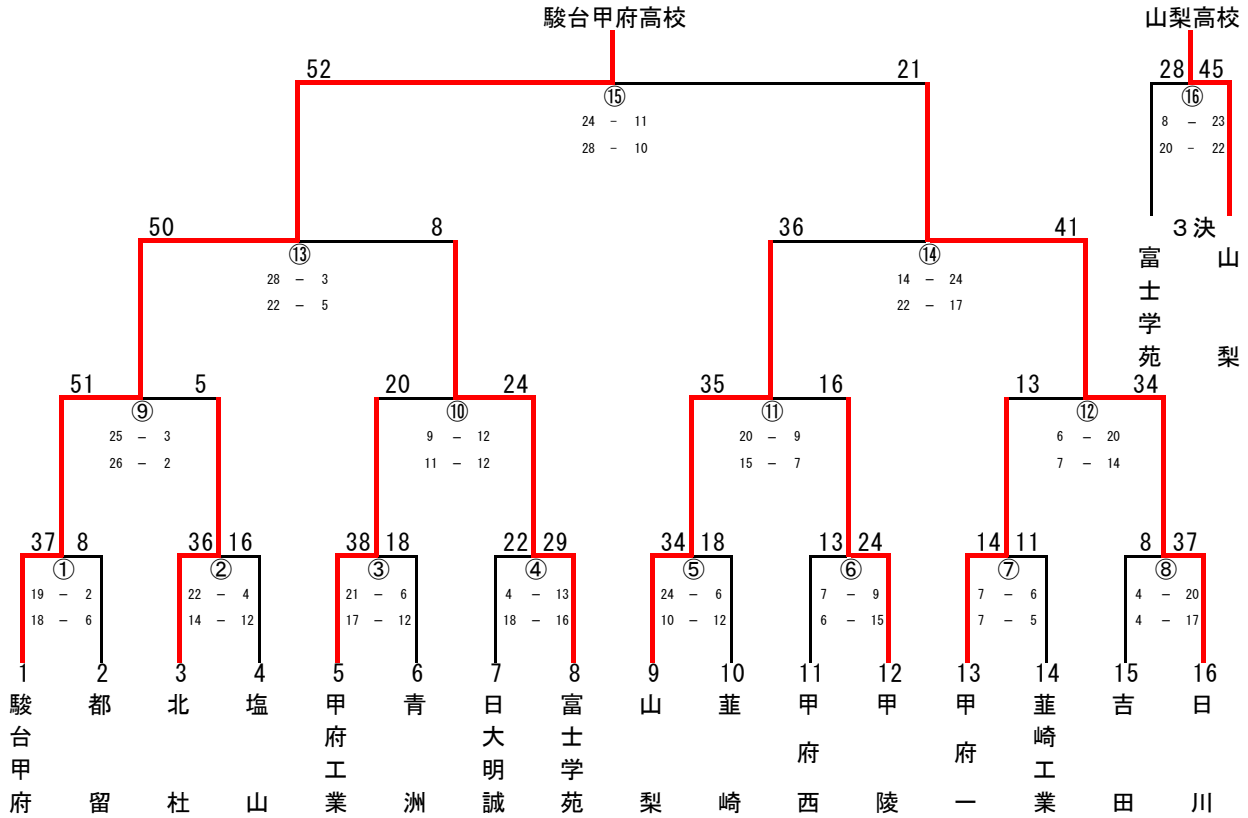 駿台甲府高校 山梨高校
52 21 28 45
⑮ ⑯
24 - 11 8 - 23
28 - 10 20 - 22
50 8 36 41 3決
⑬ ⑭
28 - 3 14 - 24
22 - 5 22 - 17
富士学苑 山梨
51 5 20 24 35 16 13 34
⑨ ⑩ ⑪ ⑫
25 - 3 9 - 12 20 - 9 6 - 20
26 - 2 11 - 12 15 - 7 7 - 14
37 8 36 16 38 18 22 29 34 18 13 24 14 11 8 37
① ② ③ ④ ⑤ ⑥ ⑦ ⑧
19 - 2 22 - 4 21 - 6 4 - 13 24 - 6 7 - 9 7 - 6 4 - 20
18 - 6 14 - 12 17 - 12 18 - 16 10 - 12 6 - 15 7 - 5 4 - 17
1 2 3 4 5 6 7 8 9 10 11 12 13 14 15 16
駿台甲府
都留
北杜
塩山
甲府工業
青洲
日大明誠
富士学苑
山梨
韮崎
甲府西
甲陵
甲府一
韮崎工業
吉田
日川